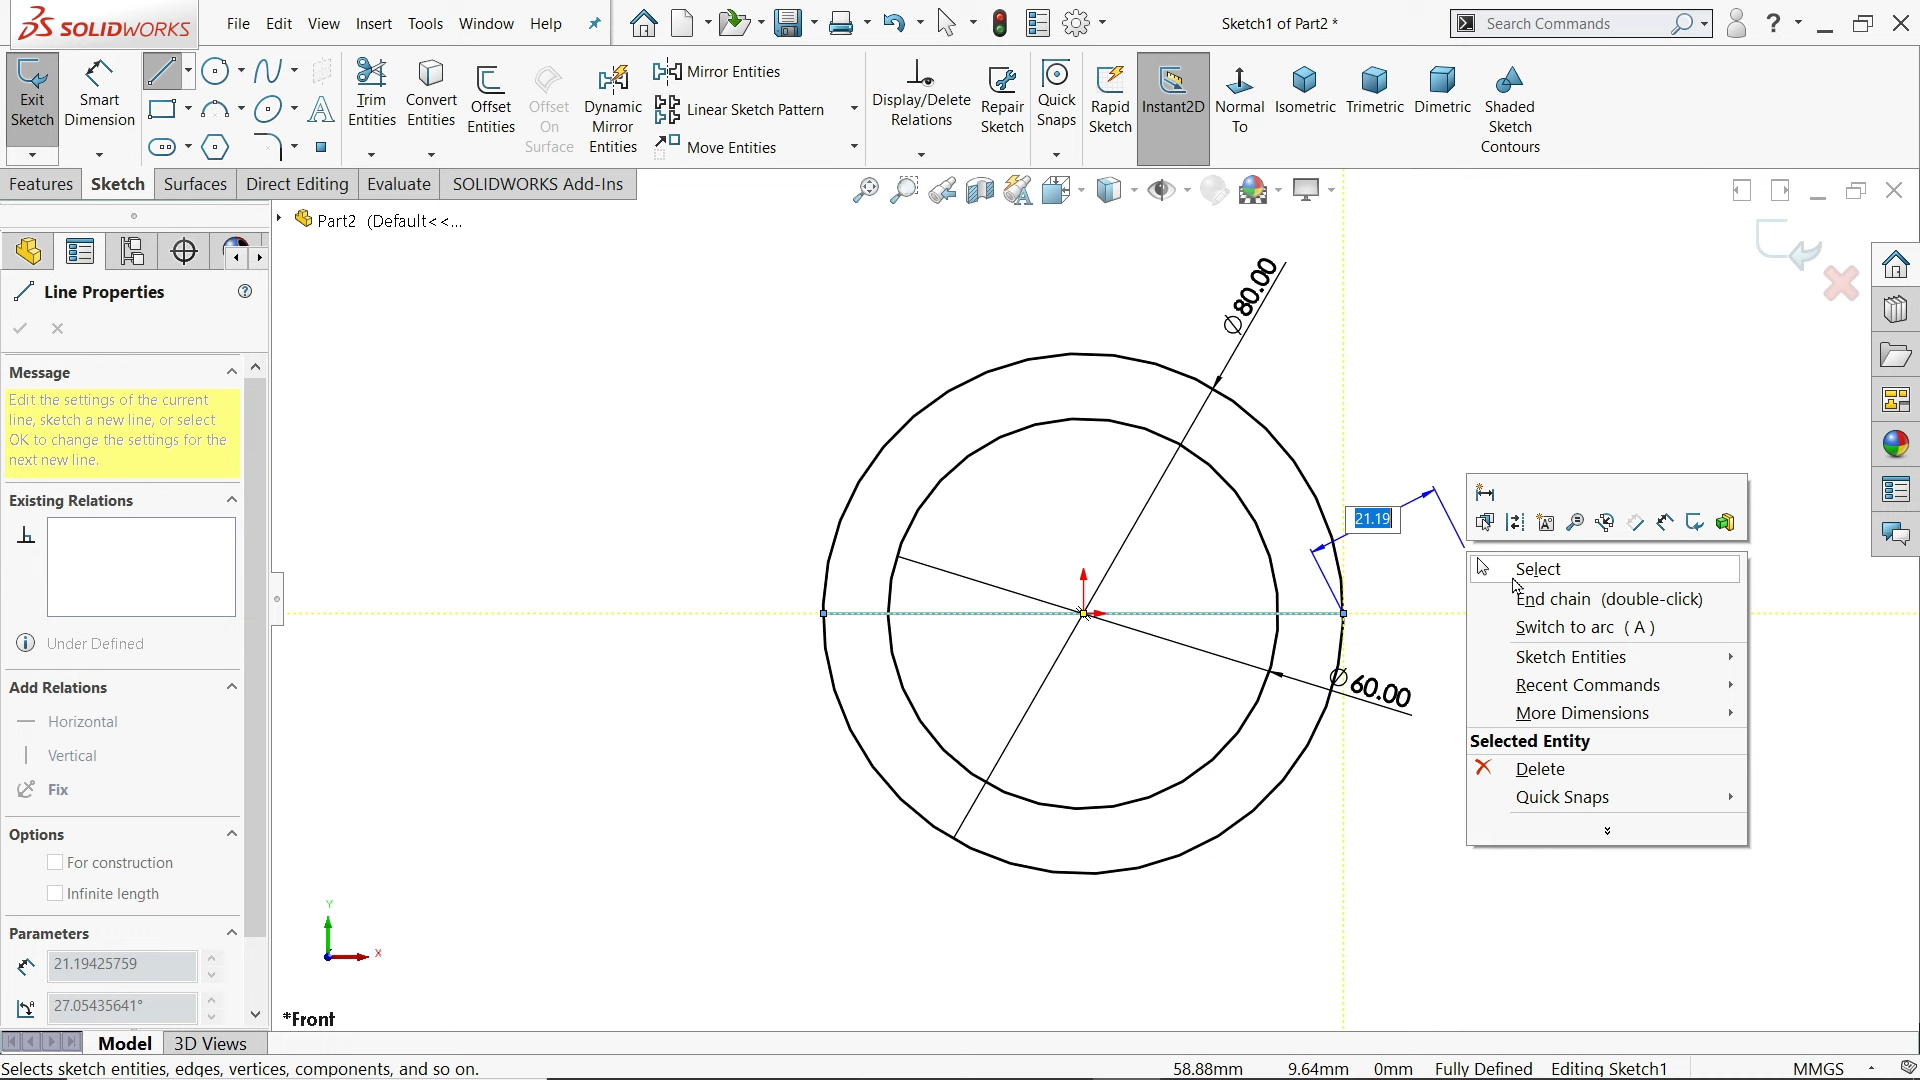 SOLIDWORKS
File Edit View Insert Tools Window Help
Sketch1 of Part2 *
Search Commands
?
Exit Sketch
Smart Dimension
Trim Entities
Convert Entities
Offset Entities
Offset On Surface
Dynamic Mirror Entities
Mirror Entities
Linear Sketch Pattern
Move Entities
Display/Delete Relations
Repair Sketch
Quick Snaps
Rapid Sketch
Instant2D
Normal To
Isometric
Trimetric
Dimetric
Shaded Sketch Contours
Features Sketch Surfaces Direct Editing Evaluate SOLIDWORKS Add-Ins
Part2 (Default<<...
Line Properties
Message
Edit the settings of the current
line, sketch a new line, or select
OK to change the settings for the
next new line.
Existing Relations
Under Defined
Add Relations
Horizontal
Vertical
Fix
Options
For construction
Infinite length
Parameters
21.19425759
27.05435641°
∅80.00
21.19
∅60.00
Select
End chain (double-click)
Switch to arc (A)
Sketch Entities
Recent Commands
More Dimensions
Selected Entity
Delete
Quick Snaps
Y
X
*Front
Model 3D Views
Selects sketch entities, edges, vertices, components, and so on.
58.88mm 9.64mm 0mm Fully Defined Editing Sketch1 MMGS